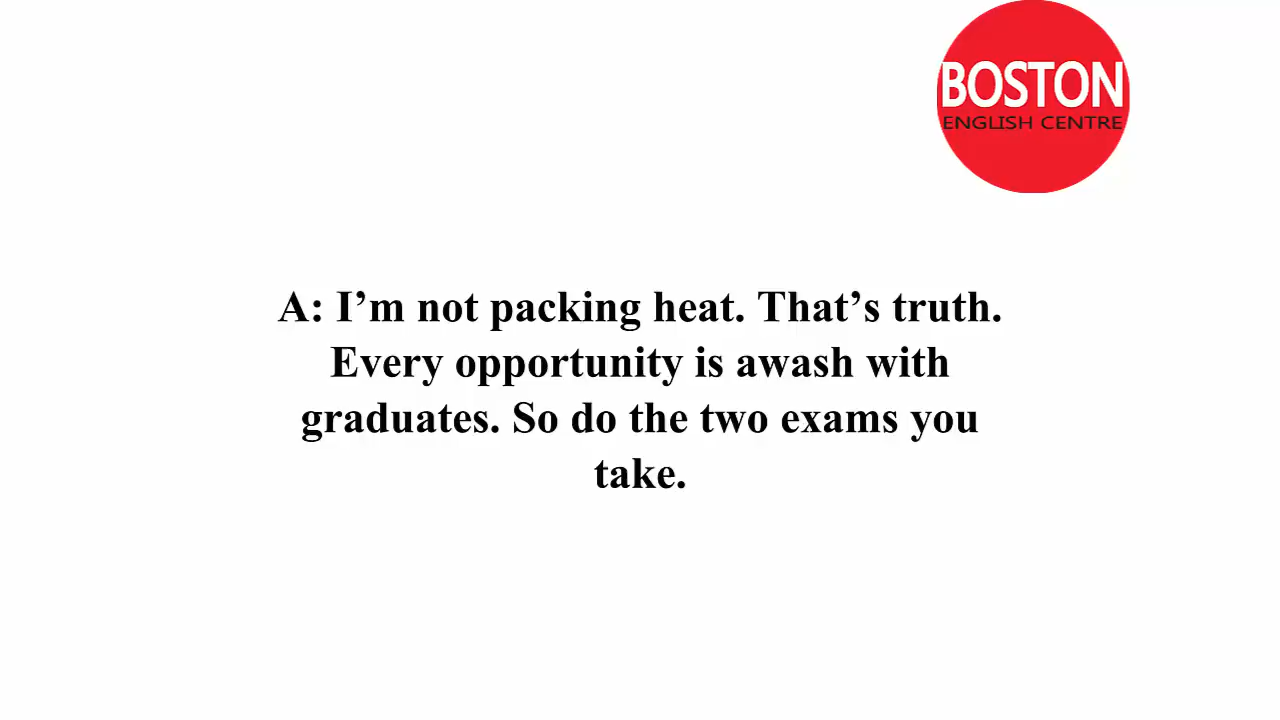 BOSTON
ENGLISH CENTRE
A: I’m not packing heat. That’s truth.
Every opportunity is awash with
graduates. So do the two exams you
take.